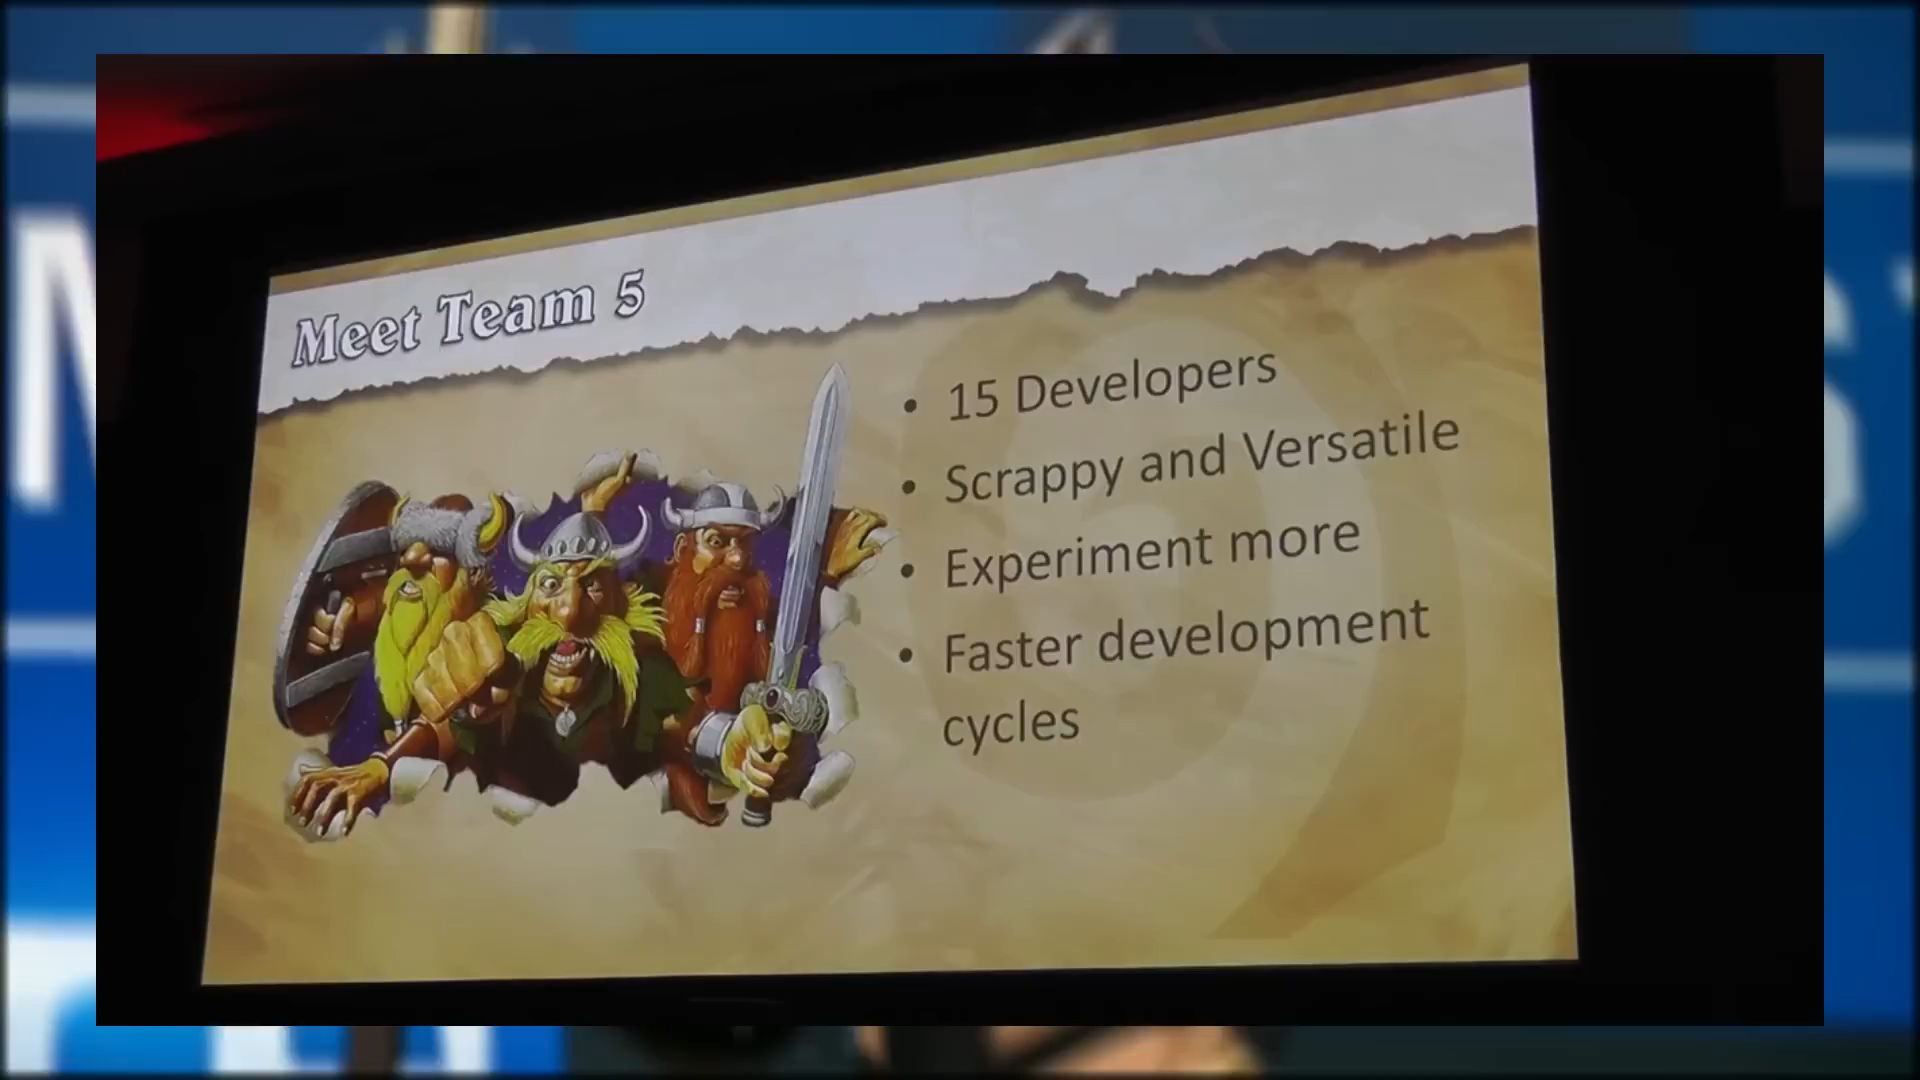 Meet Team 5
• 15 Developers
• Scrappy and Versatile
• Experiment more
• Faster development
cycles